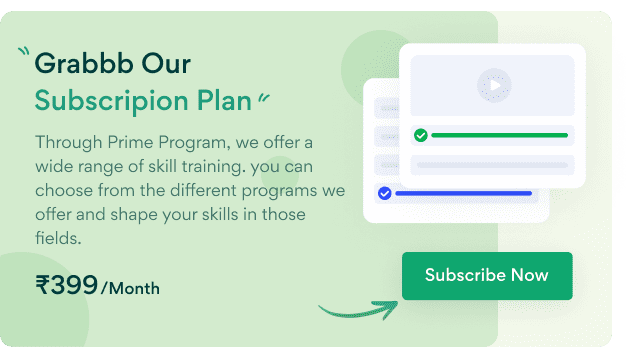 Grabbb Our
Subscripion Plan
Through Prime Program, we offer a
wide range of skill training. you can
choose from the different programs we
offer and shape your skills in those
fields.
₹399/Month
Subscribe Now